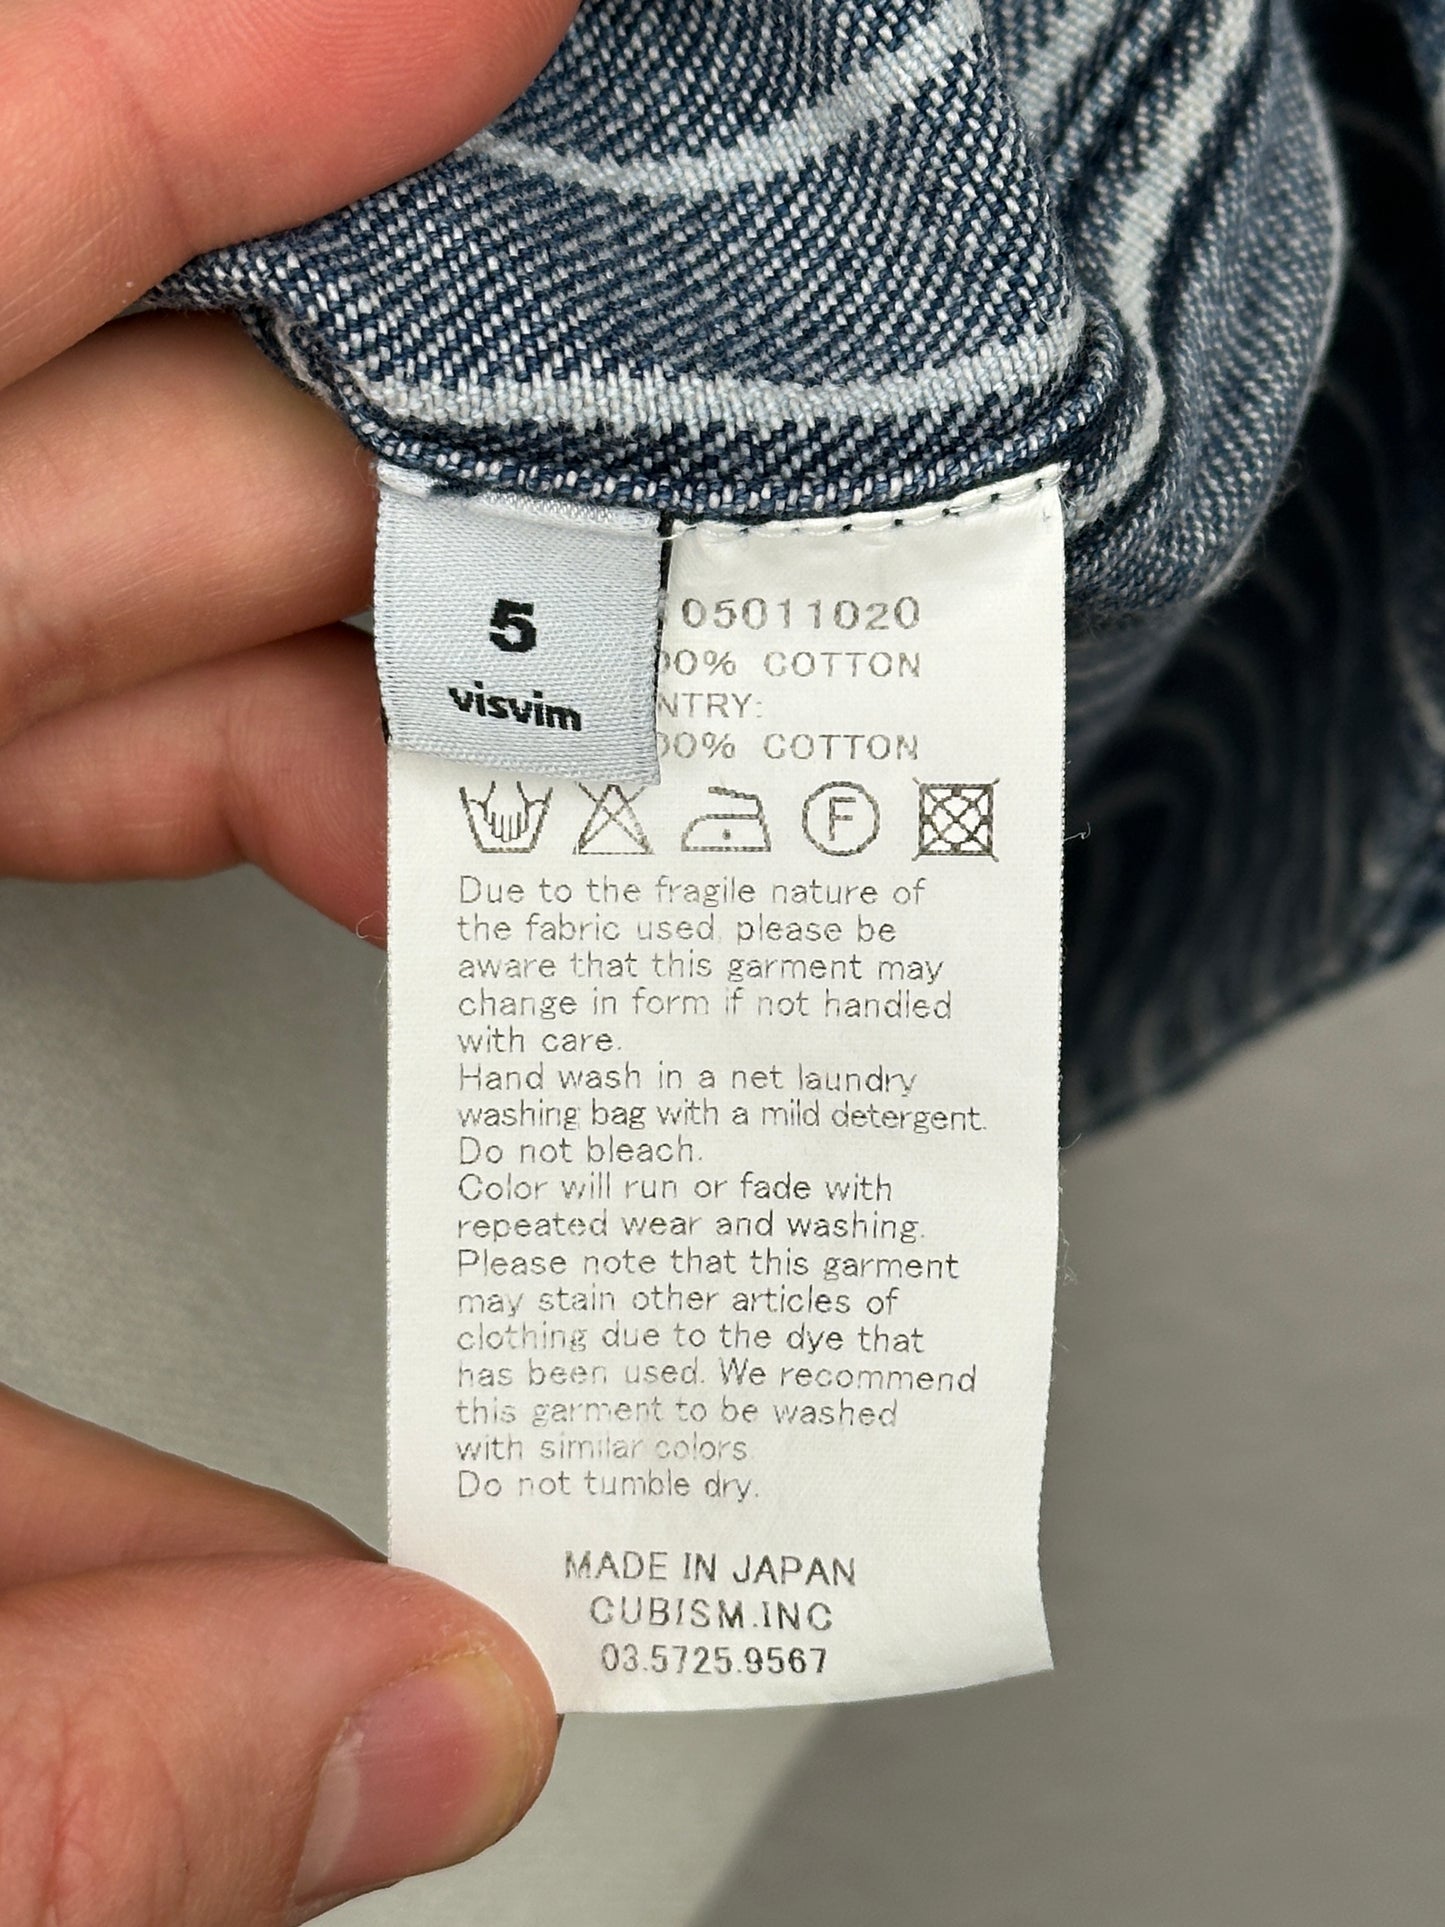 5
visvim
05011020
COTTON
COTTON
F
Due to the fragile nature of
the fabric used, please be
aware that this garment may
change in form if not handled
with care.
Hand wash in a net laundry
washing bag with a mild detergent.
Do not bleach.
Color will run or fade with
repeated wear and washing.
Please note that this garment
may stain other articles of
clothing due to the dye that
has been used. We recommend
this garment to be washed
with similar colors
Do not tumble dry.
MADE IN JAPAN
CUBISM.INC
03.5725.9567